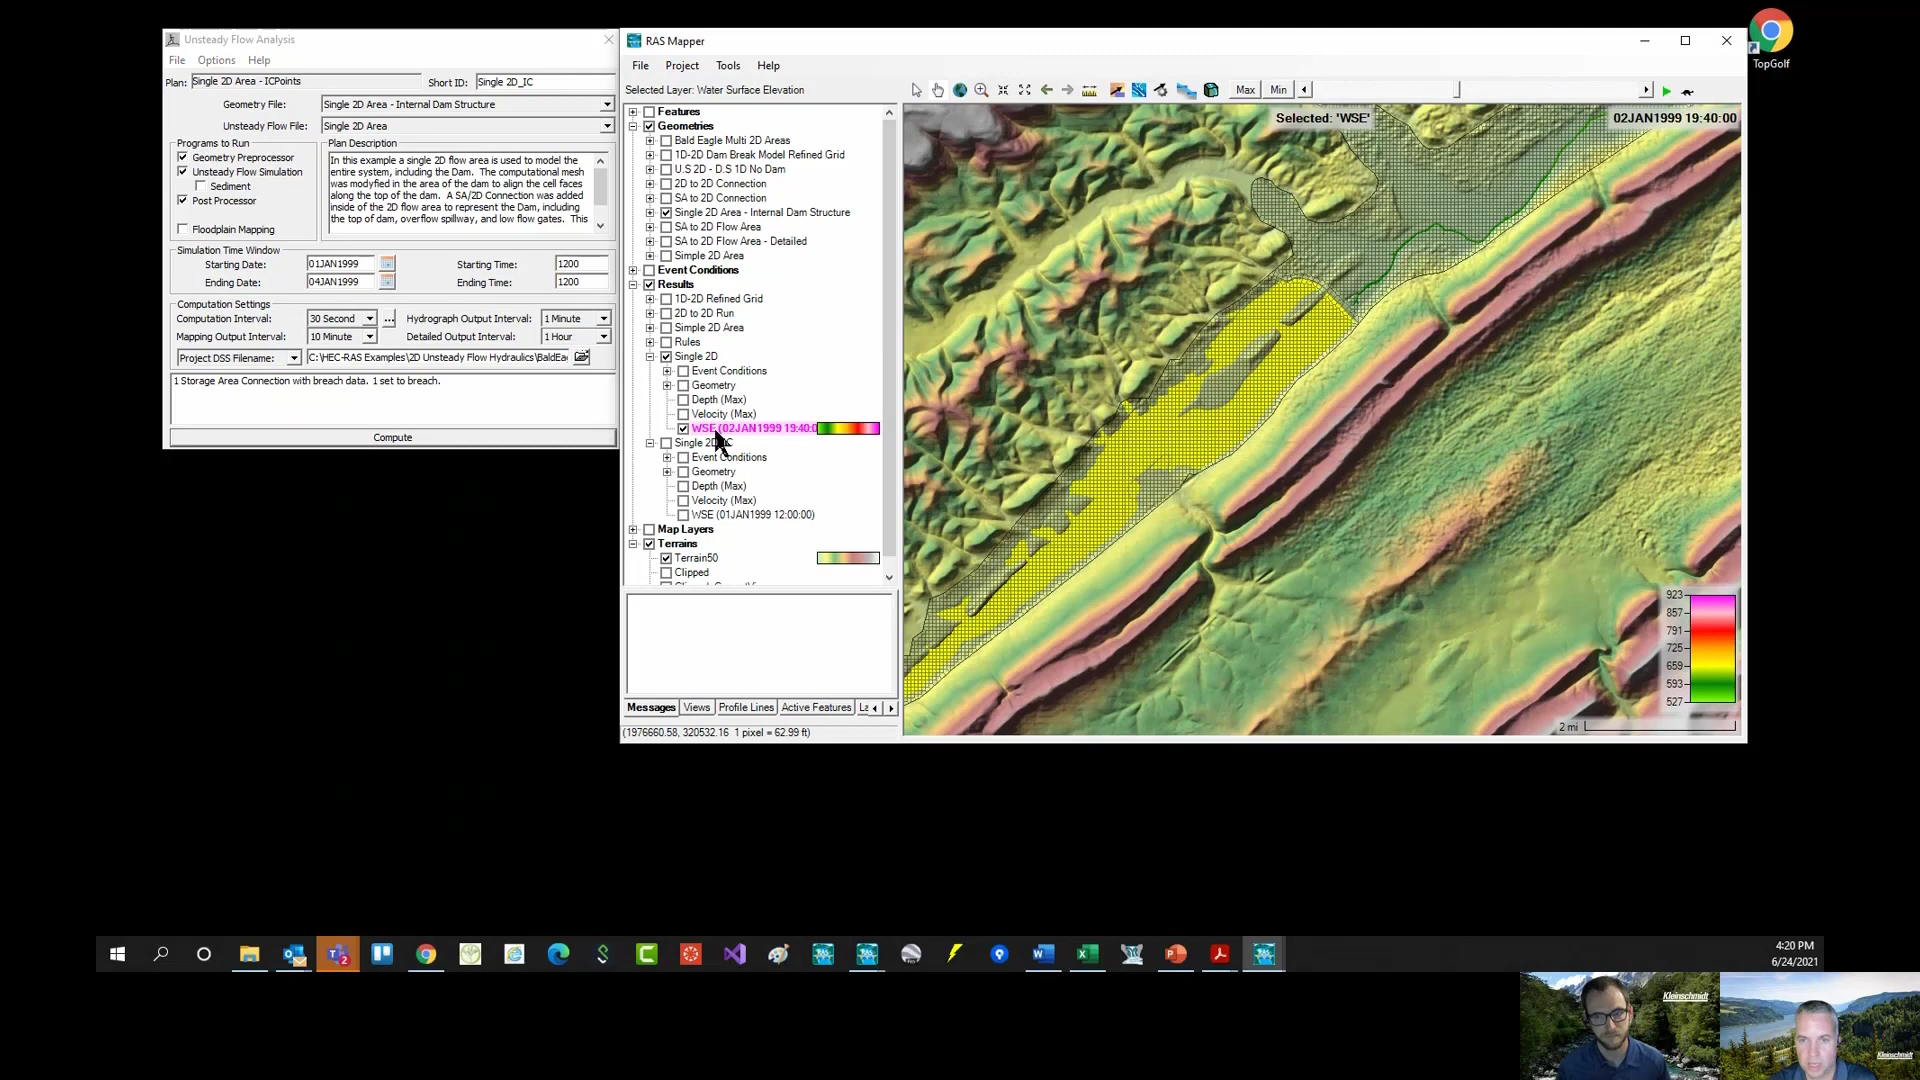 Unsteady Flow Analysis
File Options Help
Plan: Single 2D Area - ICPoints Short ID: Single 2D_IC
Geometry File: Single 2D Area - Internal Dam Structure
Unsteady Flow File: Single 2D Area
Programs to Run
Geometry Preprocessor
Unsteady Flow Simulation
Sediment
Post Processor
Floodplain Mapping
Plan Description
In this example a single 2D flow area is used to model the
entire system, including the Dam. The computational mesh
was modyfied in the area of the dam to align the cell faces
along the top of the dam. A SA/2D Connection was added
inside of the 2D flow area to represent the Dam, including
the top of dam, overflow spillway, and low flow gates. This
Simulation Time Window
Starting Date: 01JAN1999 Starting Time: 1200
Ending Date: 04JAN1999 Ending Time: 1200
Computation Settings
Computation Interval: 30 Second ... Hydrograph Output Interval: 1 Minute
Mapping Output Interval: 10 Minute Detailed Output Interval: 1 Hour
Project DSS Filename: C:\HEC-RAS Examples\2D Unsteady Flow Hydraulics\BaldEa
1 Storage Area Connection with breach data. 1 set to breach.
Compute
RAS Mapper
File Project Tools Help
Selected Layer: Water Surface Elevation
Max Min
Features
Geometries
Bald Eagle Multi 2D Areas
1D-2D Dam Break Model Refined Grid
U.S 2D - D.S 1D No Dam
2D to 2D Connection
SA to 2D Connection
Single 2D Area - Internal Dam Structure
SA to 2D Flow Area
SA to 2D Flow Area - Detailed
Simple 2D Area
Event Conditions
Results
1D-2D Refined Grid
2D to 2D Run
Simple 2D Area
Rules
Single 2D
Event Conditions
Geometry
Depth (Max)
Velocity (Max)
WSE (02JAN1999 19:40:0
Single 2D
Event Conditions
Geometry
Depth (Max)
Velocity (Max)
WSE (01JAN1999 12:00:00)
Map Layers
Terrains
Terrain50
Clipped
Messages Views Profile Lines Active Features La
(1976660.58, 320532.16 1 pixel = 62.99 ft)
Selected: 'WSE'
02JAN1999 19:40:00
923
857
791
725
659
593
527
2 mi
TopGolf
4:20 PM
6/24/2021
Kleinschmidt
Kleinschmidt